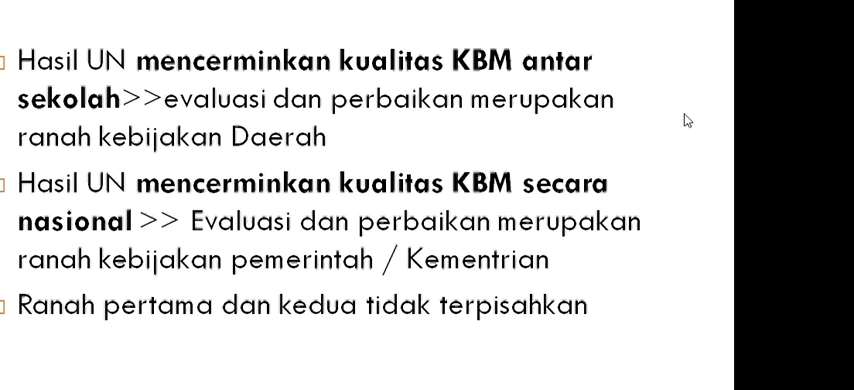 Hasil UN mencerminkan kualitas KBM antar
sekolah>>evaluasi dan perbaikan merupakan
ranah kebijakan Daerah
Hasil UN mencerminkan kualitas KBM secara
nasional >> Evaluasi dan perbaikan merupakan
ranah kebijakan pemerintah / Kementrian
Ranah pertama dan kedua tidak terpisahkan